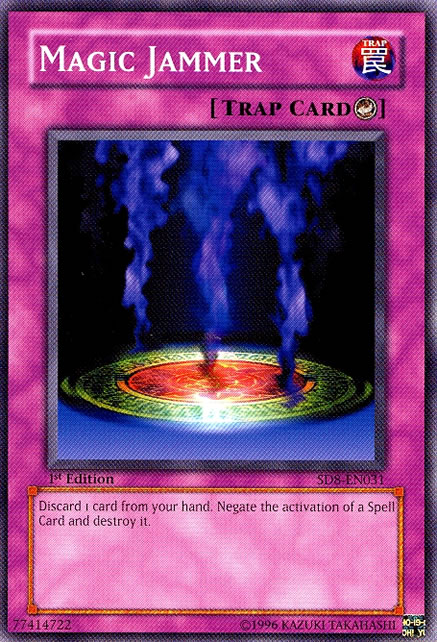 MAGIC JAMMER
TRAP
罠
[TRAP CARD]
1st Edition
SD8-EN031
Discard 1 card from your hand. Negate the activation of a Spell
Card and destroy it.
77414722
©1996 KAZUKI TAKAHASHI